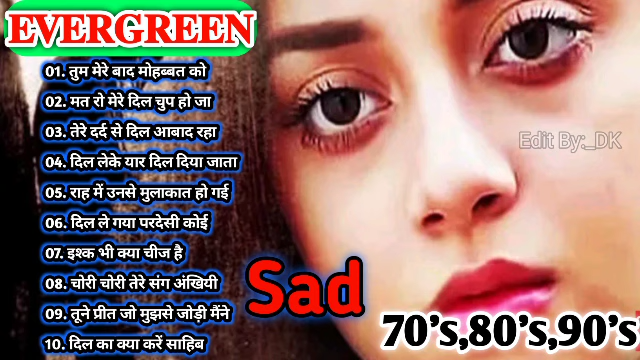 EVERGREEN
01. तुम मेरे बाद मोहब्बत को
02. मत रो मेरे दिल चुप हो जा
03. तेरे दर्द से दिल आबाद रहा
04. दिल लेके यार दिल दिया जाता
05. राह में उनसे मुलाकात हो गई
06. दिल ले गया परदेसी कोई
07. इश्क भी क्या चीज है
08. चोरी चोरी तेरे संग अंखियी
09. तूने प्रीत जो मुझसे जोड़ी मैंने
10. दिल का क्या करें साहिब
Edit By:_DK
Sad
70's,80's,90's